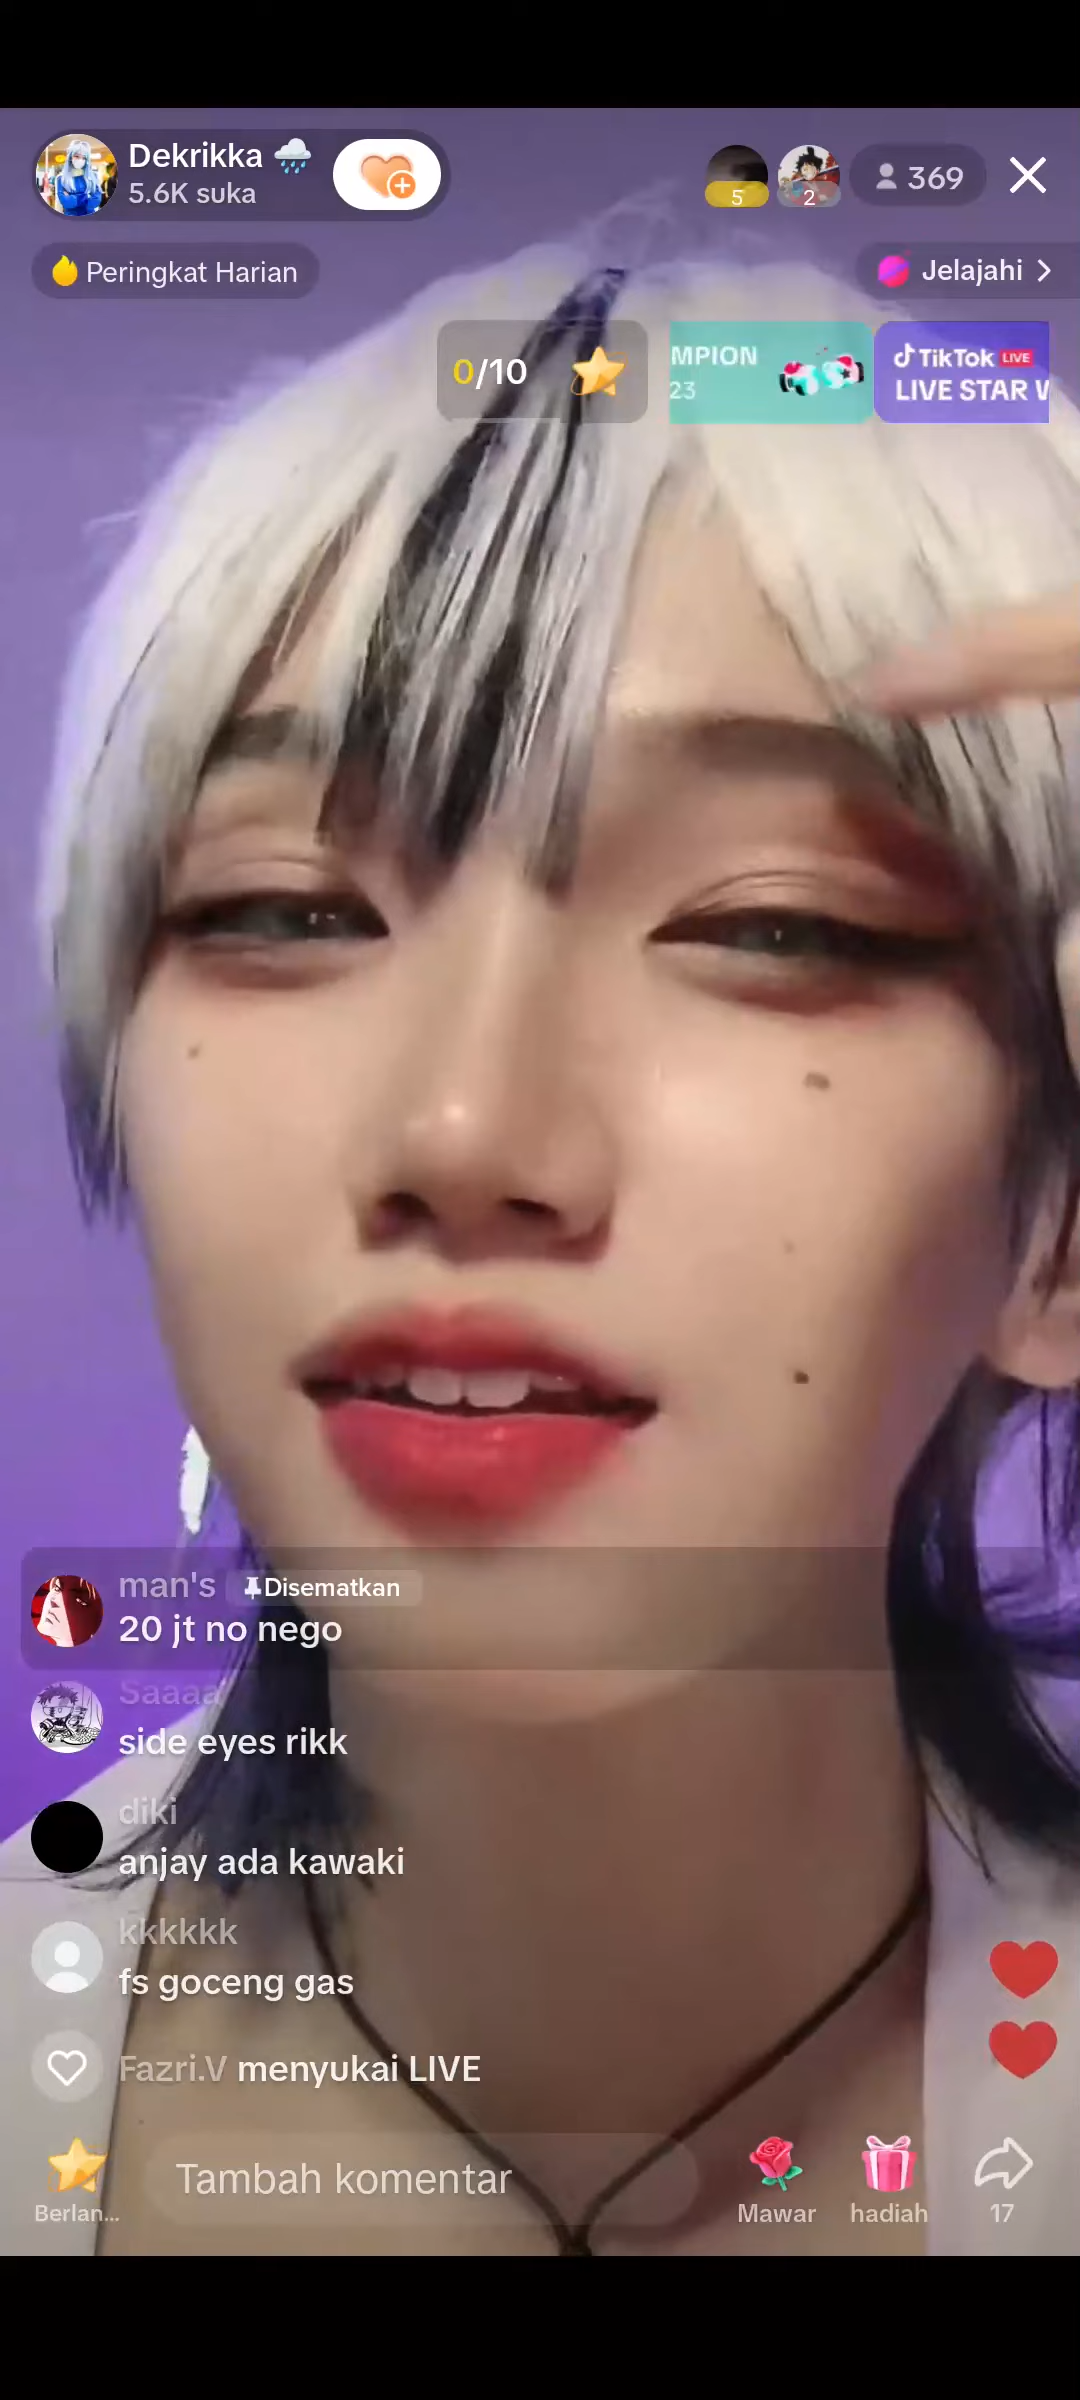 Dekrikka
5.6K suka
5
2
369
Peringkat Harian
Jelajahi
0/10
MPION
23
TikTok LIVE
LIVE STAR
man's Disematkan
20 jt no nego
Saaaa
side eyes rikk
diki
anjay ada kawaki
kkkkkk
fs goceng gas
Fazri.V menyukai LIVE
Berlan...
Tambah komentar
Mawar
hadiah
17